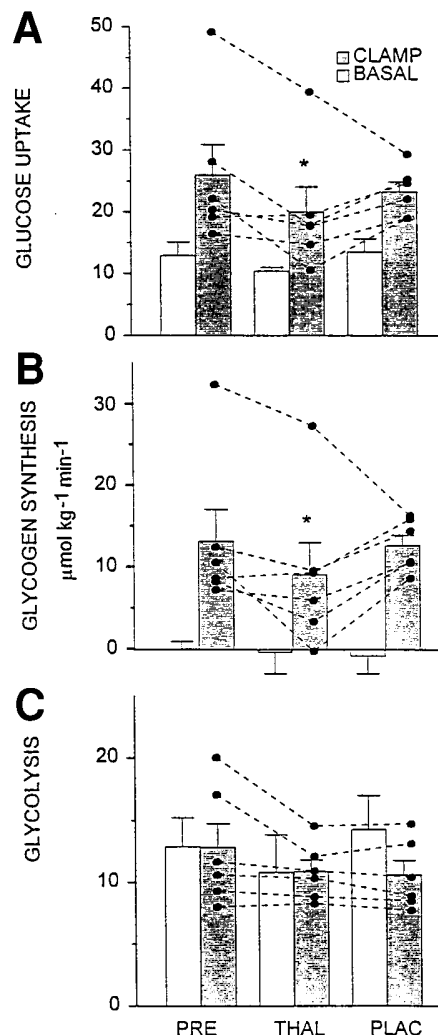 A
50
40
30
20
10
0
GLUCOSE UPTAKE
CLAMP
BASAL
*
B
30
20
10
0
GLYCOGEN SYNTHESIS
µmol kg-1 min-1
*
C
20
10
0
GLYCOLYSIS
PRE THAL PLAC